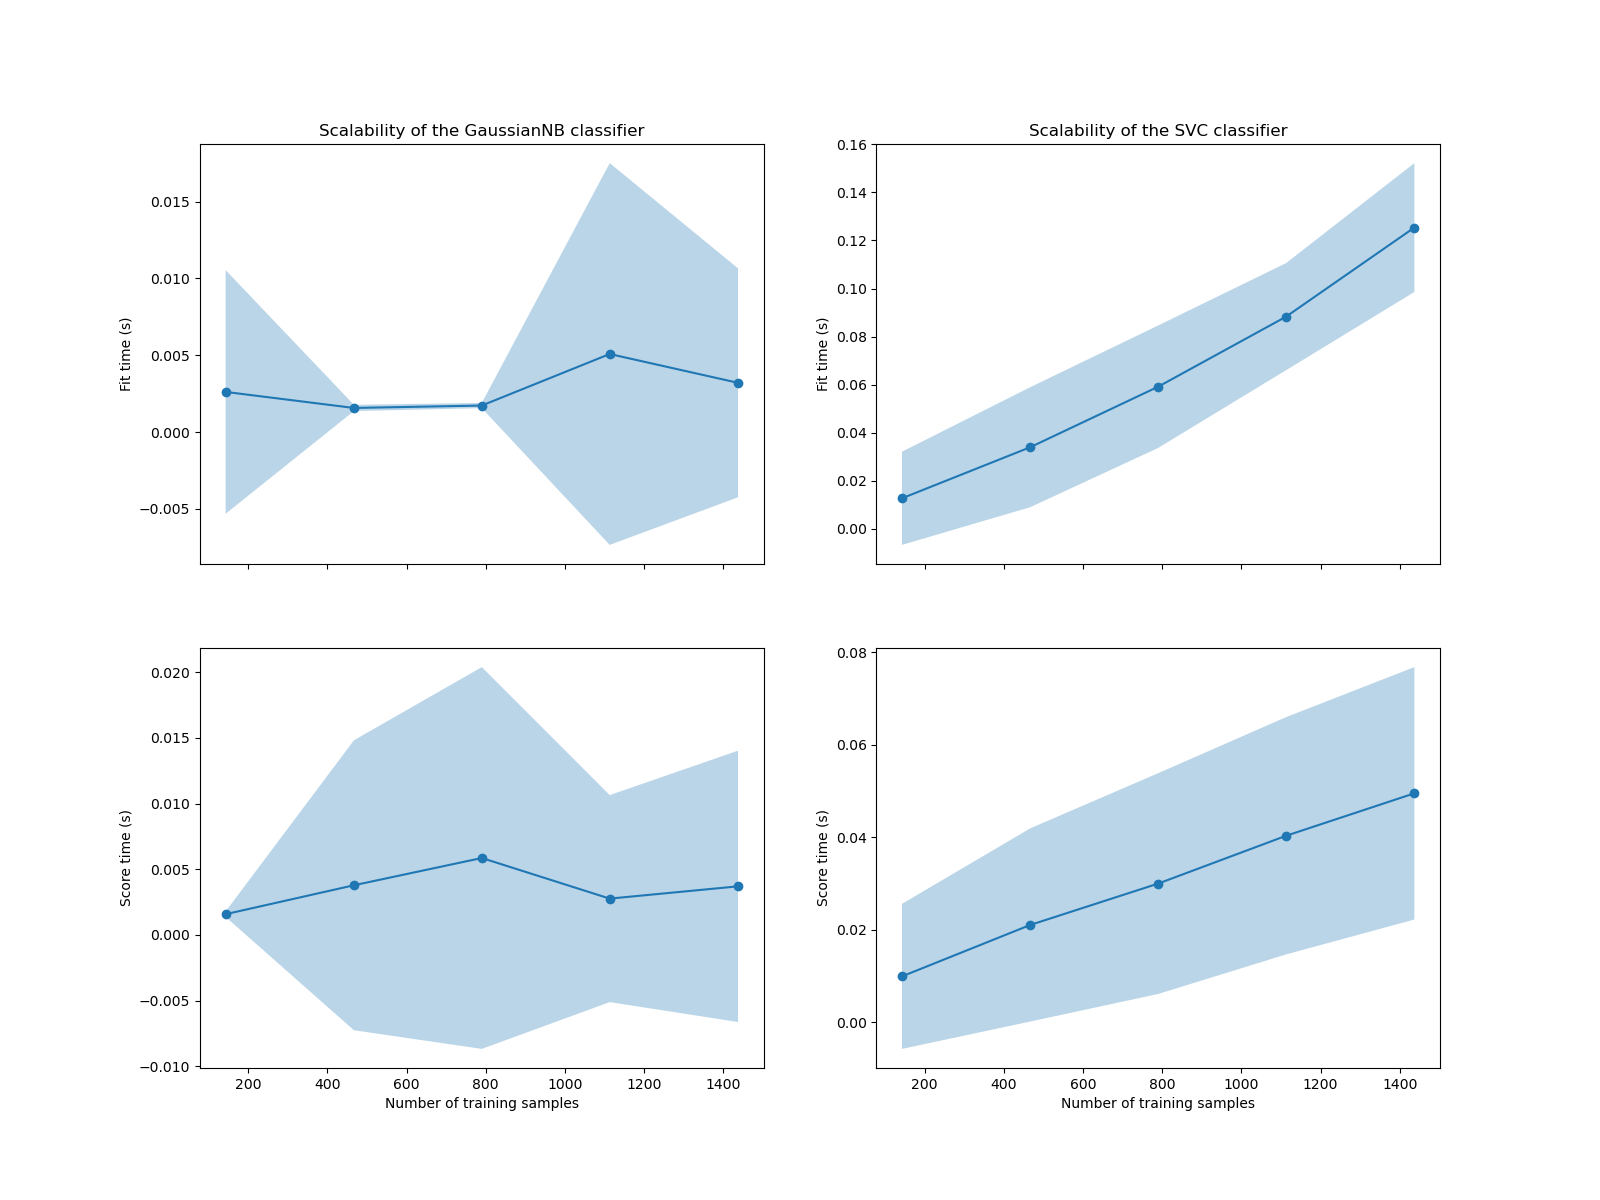 Scalability of the GaussianNB classifier
Fit time (s)
0.015
0.010
0.005
0.000
−0.005
Scalability of the SVC classifier
Fit time (s)
0.16
0.14
0.12
0.10
0.08
0.06
0.04
0.02
0.00
Score time (s)
0.020
0.015
0.010
0.005
0.000
−0.005
−0.010
200 400 600 800 1000 1200 1400
Number of training samples
Score time (s)
0.08
0.06
0.04
0.02
0.00
200 400 600 800 1000 1200 1400
Number of training samples